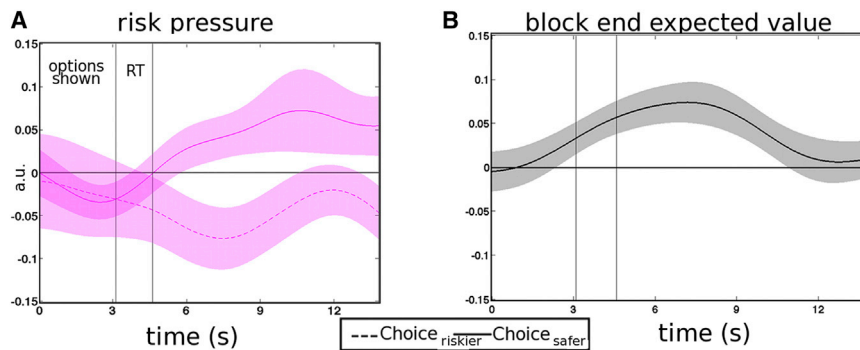 A
risk pressure
0.15
options
shown
RT
0.1
0.05
0
a.u.
-0.05
-0.1
-0.15
0
3
6
9
12
time (s)
B
block end expected value
0.15
0.1
0.05
0
-0.05
-0.1
-0.15
0
3
6
9
12
time (s)
Choice riskier Choice safer